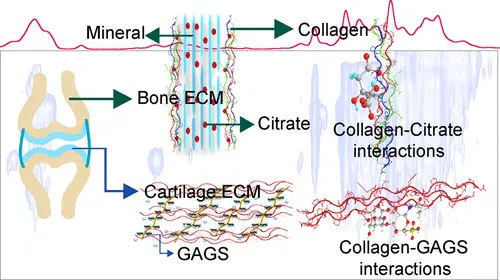 Mineral
Collagen
Bone ECM
Citrate
Collagen-Citrate
interactions
Cartilage ECM
GAGS
Collagen-GAGS
interactions